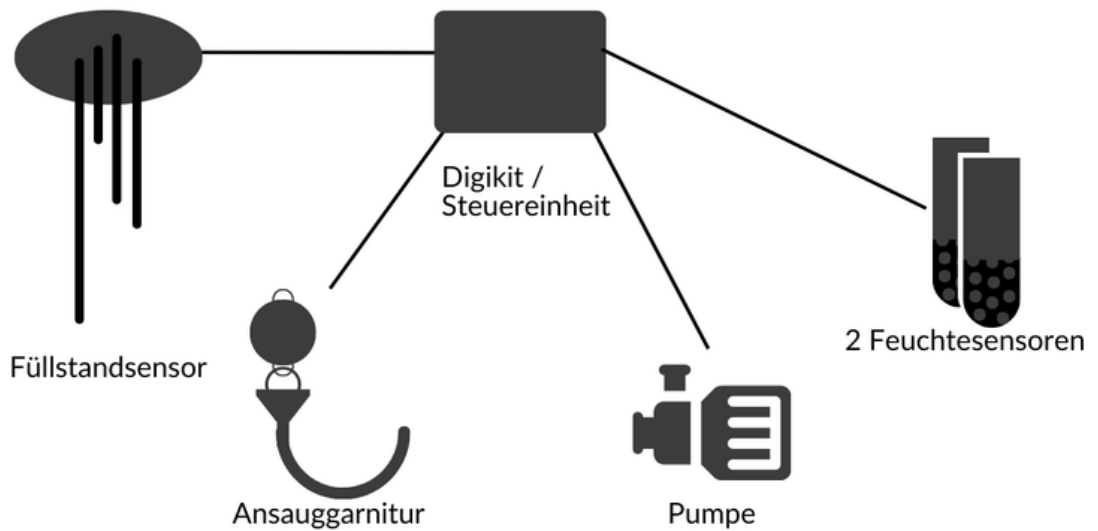 Digikit /
Steuereinheit
2 Feuchtesensoren
Füllstandsensor
Ansauggarnitur
Pumpe